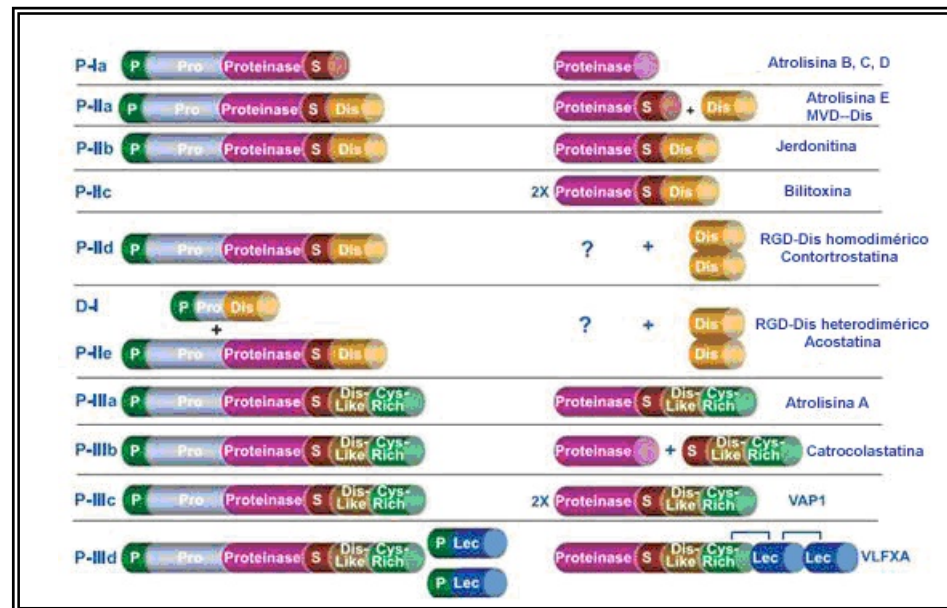 P-Ia P Pro Proteinase S Proteinase Atrolisina B, C, D
P-IIa P Pro Proteinase S Dis Proteinase S + Dis Atrolisina E
MVD--Dis
P-IIb P Pro Proteinase S Dis Proteinase S Dis Jerdonitina
P-IIc 2X Proteinase S Dis Bilitoxina
P-IId P Pro Proteinase S Dis ? + Dis Dis RGD-Dis homodimérico
Contortrostatina
D-I P Pro Dis
+
? + Dis Dis RGD-Dis heterodimérico
Acostatina
P-IIe P Pro Proteinase S Dis
P-IIIa P Pro Proteinase S Dis-Like Cys-Rich Proteinase S Dis-Like Cys-Rich Atrolisina A
P-IIIb P Pro Proteinase S Dis-Like Cys-Rich Proteinase + S Dis-Like Cys-Rich Catrocolastatina
P-IIIc P Pro Proteinase S Dis-Like Cys-Rich 2X Proteinase S Dis-Like Cys-Rich VAP1
P-IIId P Pro Proteinase S Dis-Like Cys-Rich P Lec P Lec Proteinase S Dis-Like Cys-Rich Lec Lec VLFXA